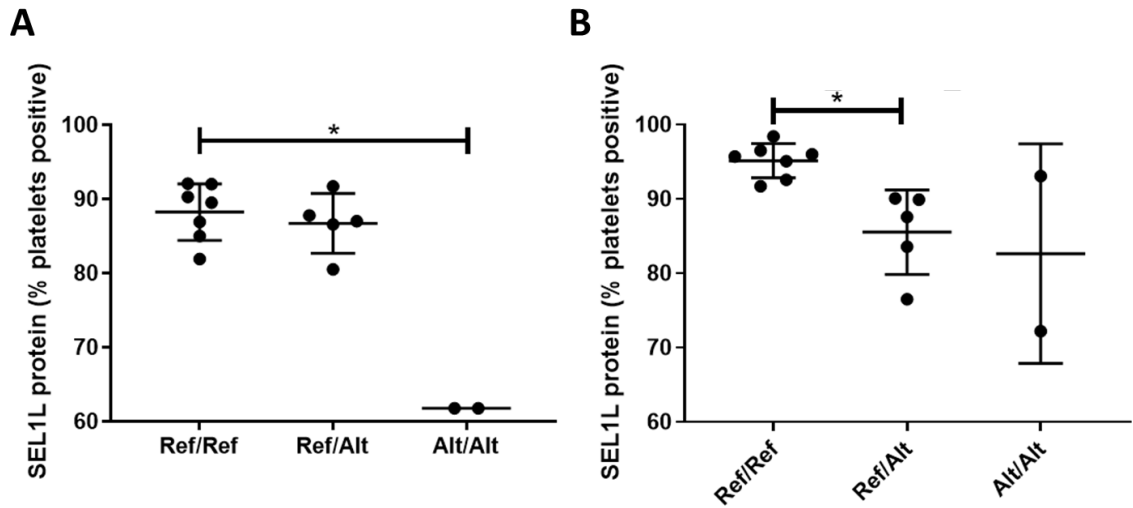 A
B
SEL1L protein (% platelets positive)
100
90
80
70
60
*
Ref/Ref
Ref/Alt
Alt/Alt
SEL1L protein (% platelets positive)
100
90
80
70
60
*
Ref/Ref
Ref/Alt
Alt/Alt